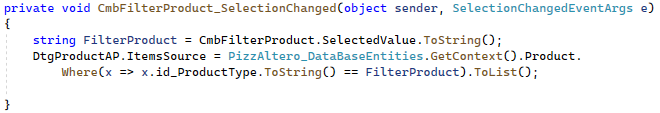 private void CmbFilterProduct_SelectionChanged(object sender, SelectionChangedEventArgs e)
{
    string FilterProduct = CmbFilterProduct.SelectedValue.ToString();
    DtgProductAP.ItemsSource = PizzAltero_DataBaseEntities.GetContext().Product.
        Where(x => x.id_ProductType.ToString() == FilterProduct).ToList();
}